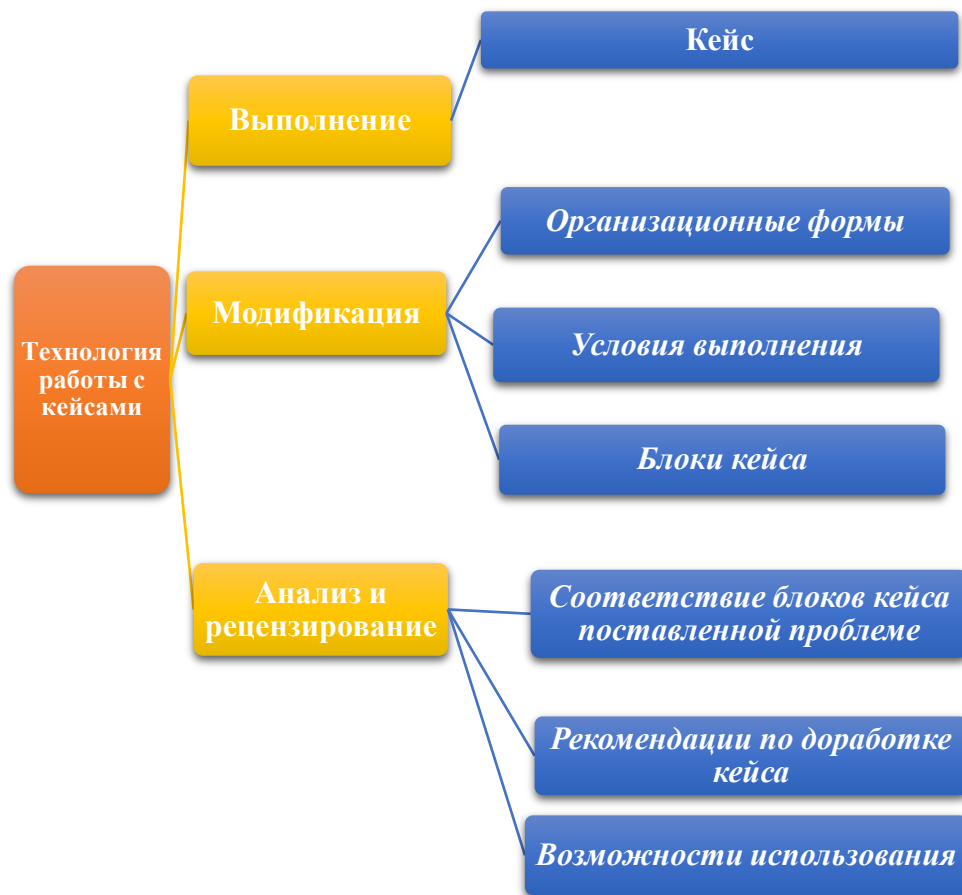 Технология
работы с
кейсами
Выполнение
Кейс
Модификация
Организационные формы
Условия выполнения
Блоки кейса
Анализ и
рецензирование
Соответствие блоков кейса
поставленной проблеме
Рекомендации по доработке
кейса
Возможности использования